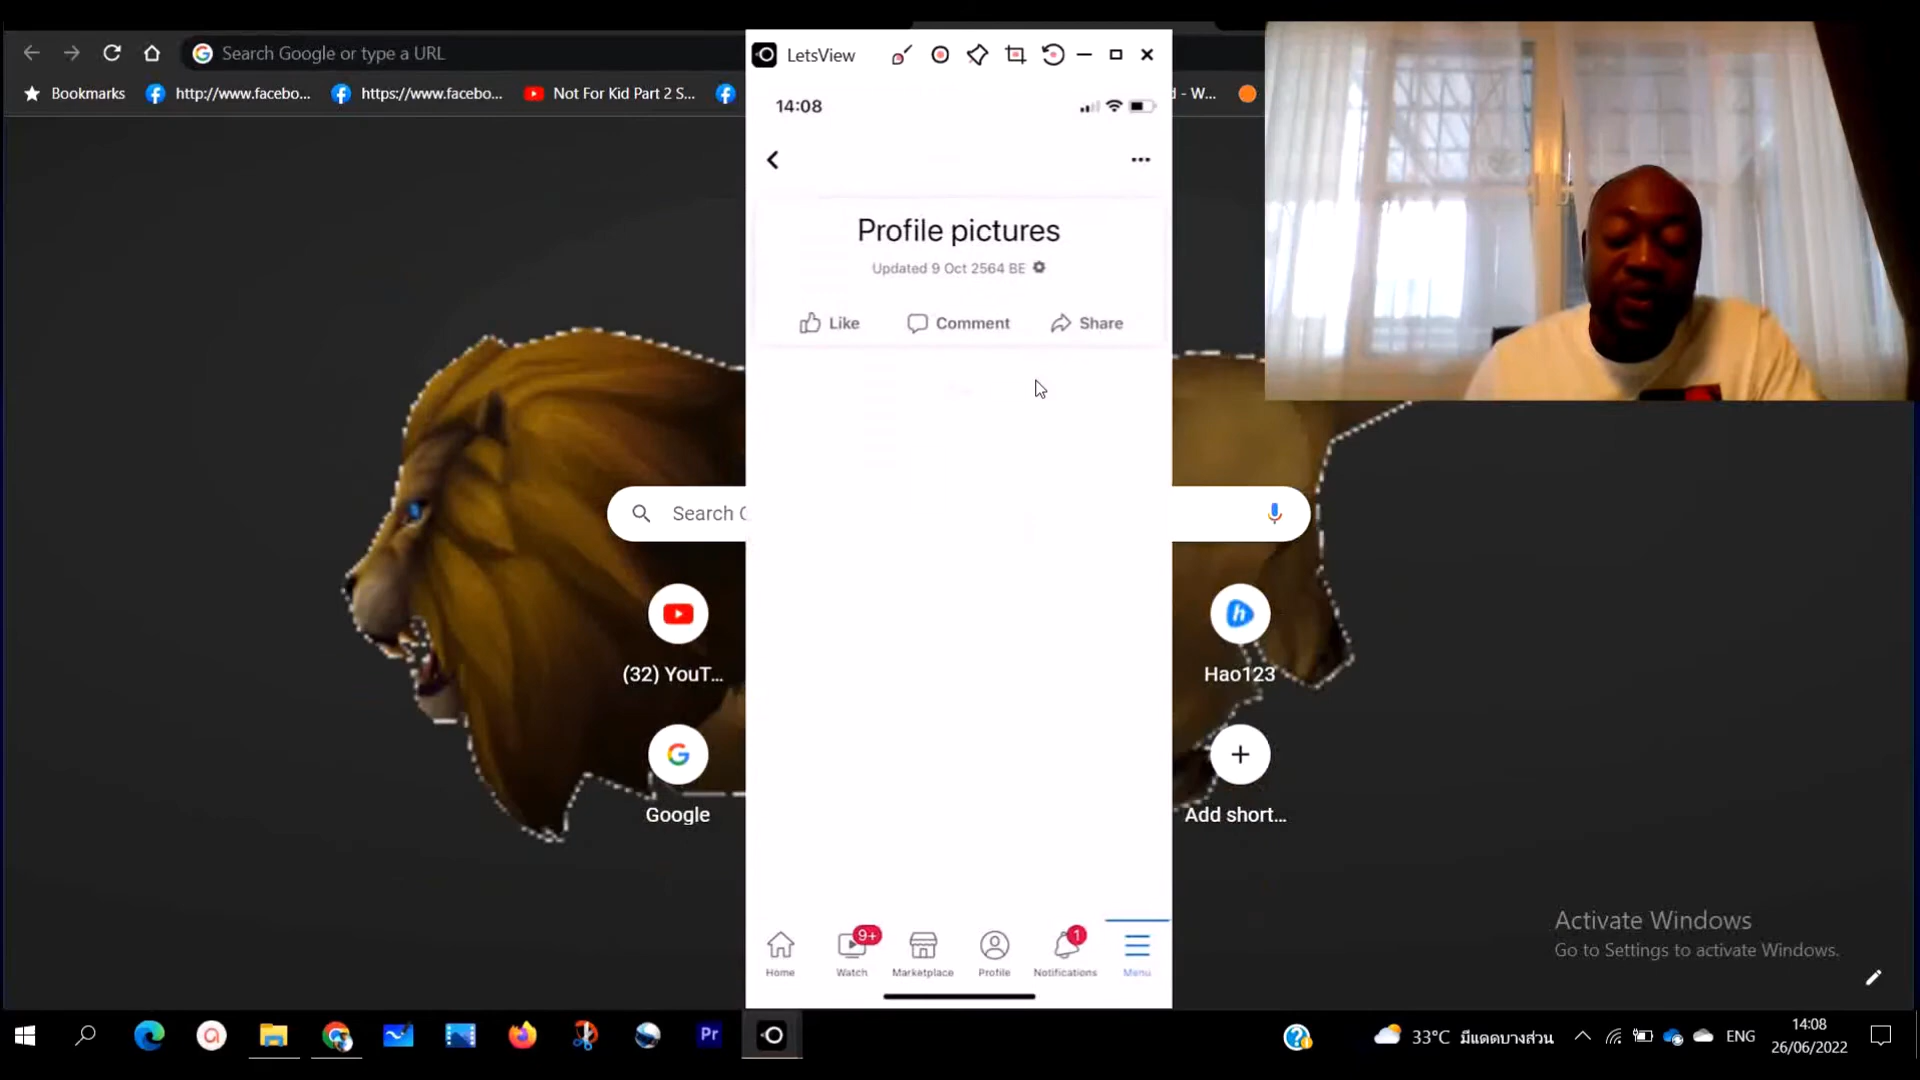 Search Google or type a URL
Bookmarks
http://www.facebo...
https://www.facebo...
Not For Kid Part 2 S...
d - W...
LetsView
14:08
Profile pictures
Updated 9 Oct 2564 BE
Like
Comment
Share
Search G
(32) YouT...
Hao123
Google
Add short...
Activate Windows
Go to Settings to activate Windows.
9+
1
Home
Watch
Marketplace
Profile
Notifications
Menu
Pr
33°C มีแดดบางส่วน
ENG
14:08
26/06/2022